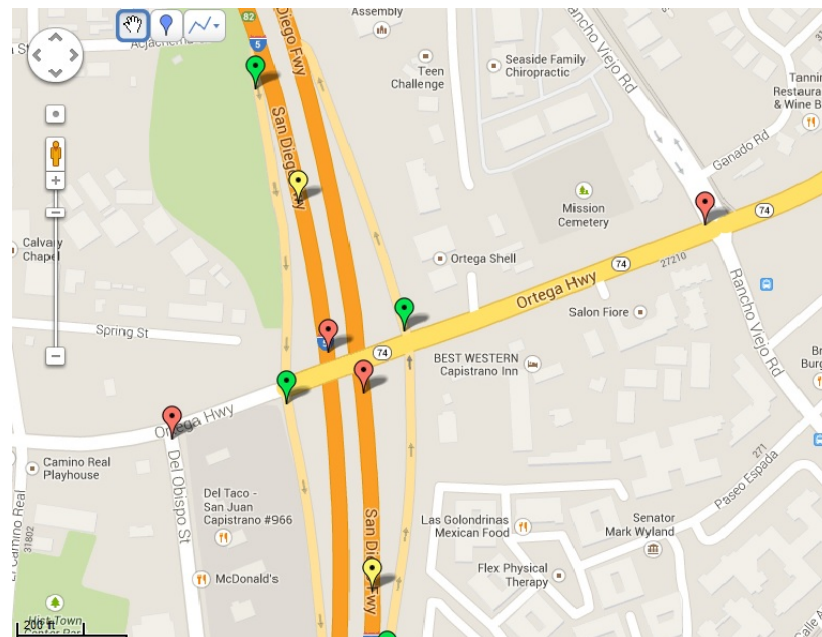 Assembly
82
5
Diego Fwy
San Diego Fwy
Teen
Challenge
Seaside Family
Chiropractic
Rancho Viejo Rd
Ganado Rd
Mission
Cemetery
74
Calvary
Chapel
Ortega Shell
74
27210
Ortega Hwy
Rancho Viejo Rd
Salon Fiore
Spring St
74
BEST WESTERN
Capistrano Inn
Ortega Hwy
Camino Real
Playhouse
Del Obispo St
Del Taco -
San Juan
Capistrano #966
271
Paseo Espada
El Camino Real
31802
San Diego Fwy
Las Golondrinas
Mexican Food
Senator
Mark Wyland
McDonald's
Flex Physical
Therapy
200 ft